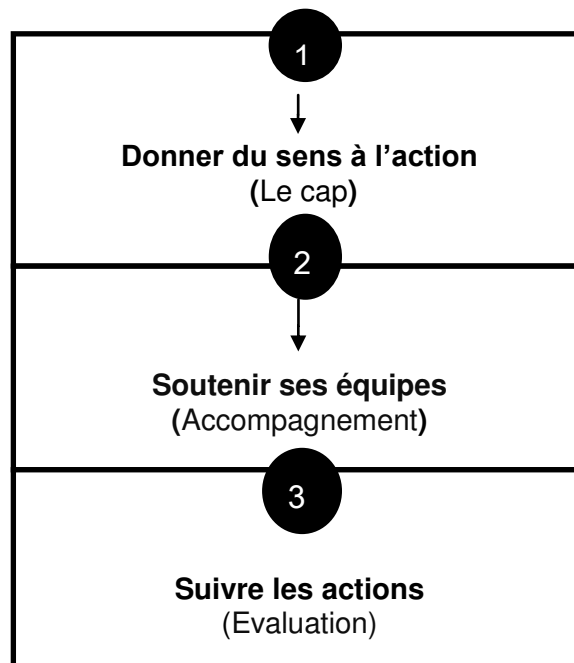 1
Donner du sens à l’action
(Le cap)
2
Soutenir ses équipes
(Accompagnement)
3
Suivre les actions
(Evaluation)